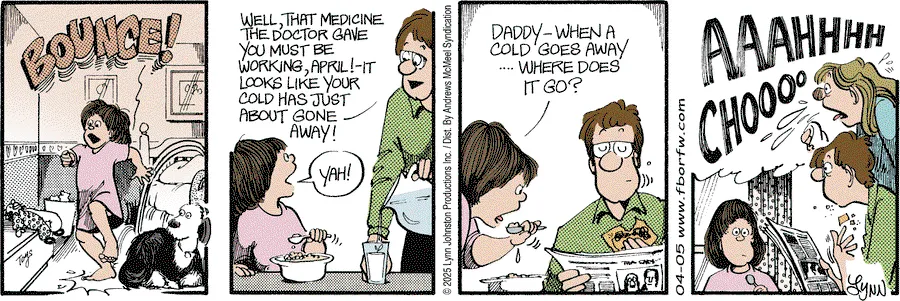 BOUNCE!
Toys
WELL, THAT MEDICINE
THE DOCTOR GAVE
YOU MUST BE
WORKING, APRIL!–IT
LOOKS LIKE YOUR
COLD HAS JUST
ABOUT GONE
AWAY!
YAH!
© 2025 Lynn Johnston Productions Inc. / Dist. By Andrews McMeel Syndication
DADDY–WHEN A
COLD GOES AWAY
.... WHERE DOES
IT GO?
AAAHHHH
CHOOOO
04-05 www.fborfw.com
LYNN